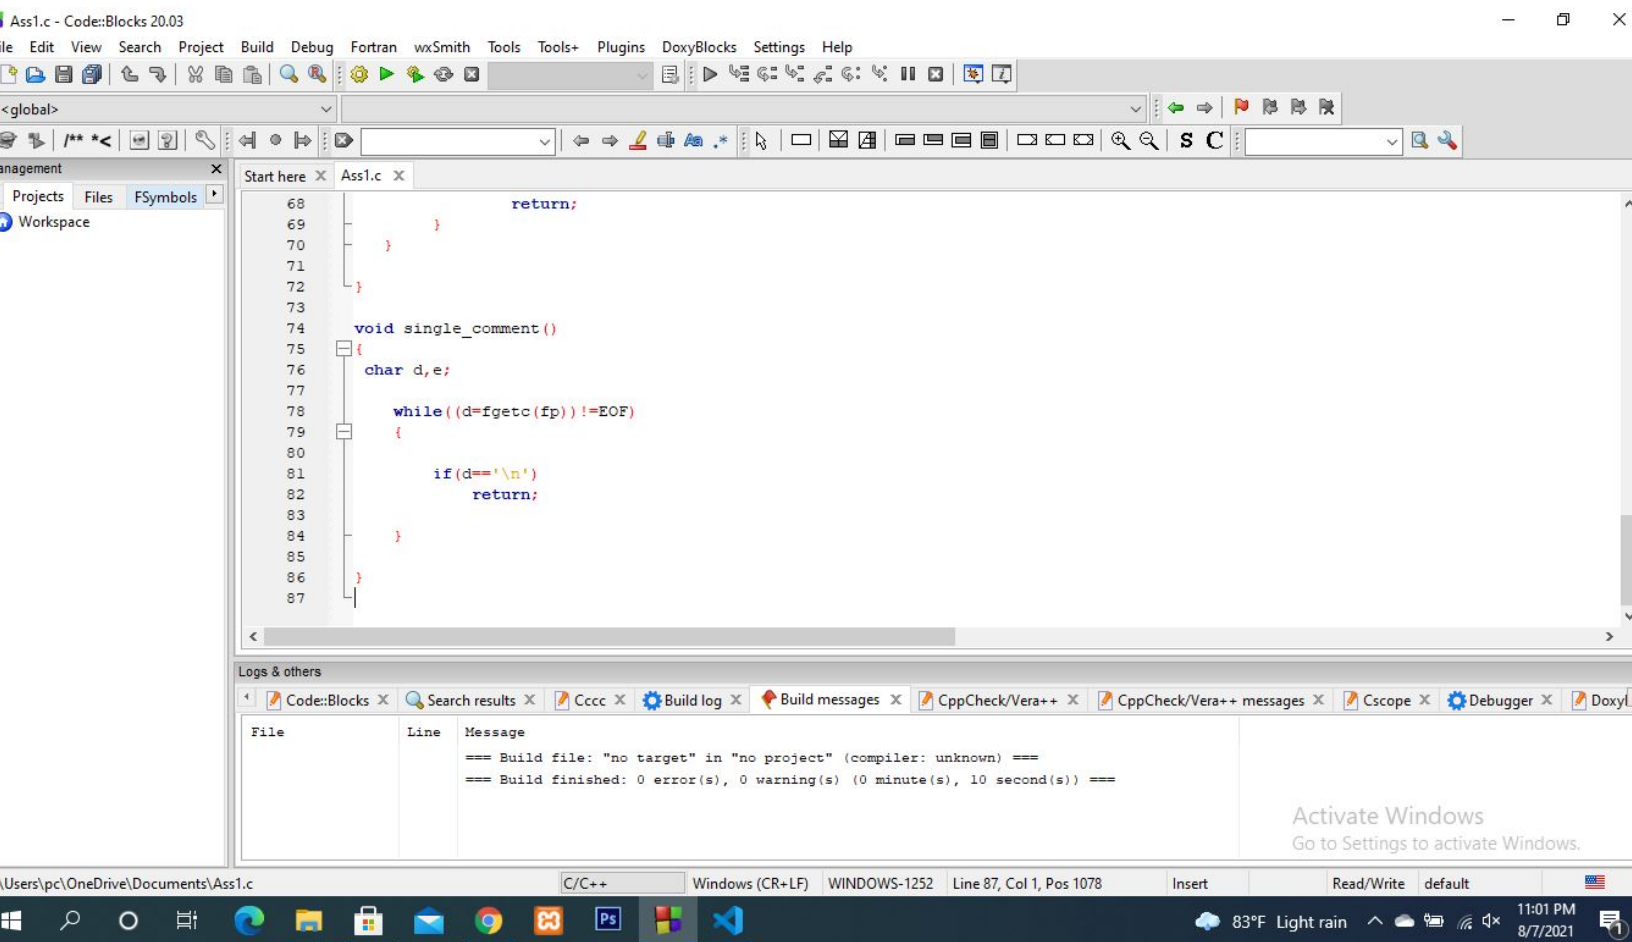 Ass1.c - Code::Blocks 20.03
ile Edit View Search Project Build Debug Fortran wxSmith Tools Tools+ Plugins DoxyBlocks Settings Help
<global>
/** *<
Aa .*
S C
anagement
Projects Files FSymbols
Workspace
Start here X Ass1.c X
68 return;
69 }
70 }
71
72 }
73
74 void single_comment()
75 {
76 char d,e;
77
78 while((d=fgetc(fp))!=EOF)
79 {
80
81 if(d=='\n')
82 return;
83
84 }
85
86 }
87
Logs & others
Code::Blocks X Search results X Cccc X Build log X Build messages X CppCheck/Vera++ X CppCheck/Vera++ messages X Cscope X Debugger X DoxyL
File Line Message
=== Build file: "no target" in "no project" (compiler: unknown) ===
=== Build finished: 0 error(s), 0 warning(s) (0 minute(s), 10 second(s)) ===
Activate Windows
Go to Settings to activate Windows.
\Users\pc\OneDrive\Documents\Ass1.c C/C++ Windows (CR+LF) WINDOWS-1252 Line 87, Col 1, Pos 1078 Insert Read/Write default
Ps
83°F Light rain
11:01 PM
8/7/2021
1